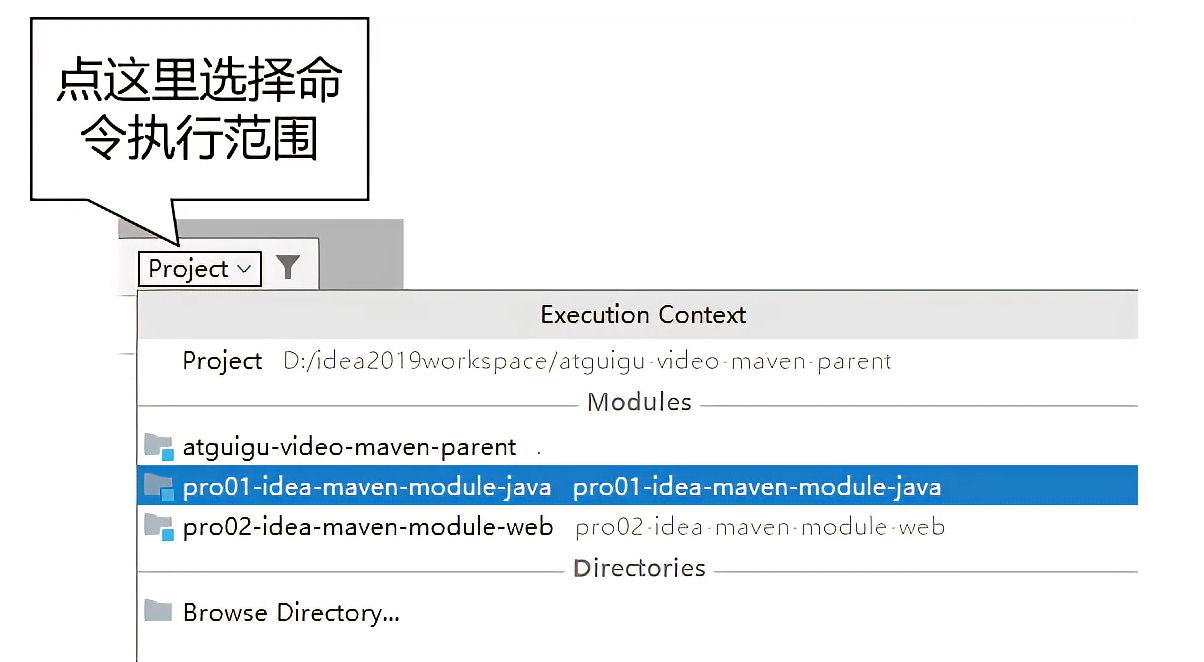 点这里选择命
令执行范围
Project
Execution Context
Project D:/idea2019workspace/atguigu-video-maven-parent
Modules
atguigu-video-maven-parent .
pro01-idea-maven-module-java pro01-idea-maven-module-java
pro02-idea-maven-module-web pro02-idea-maven-module-web
Directories
Browse Directory...